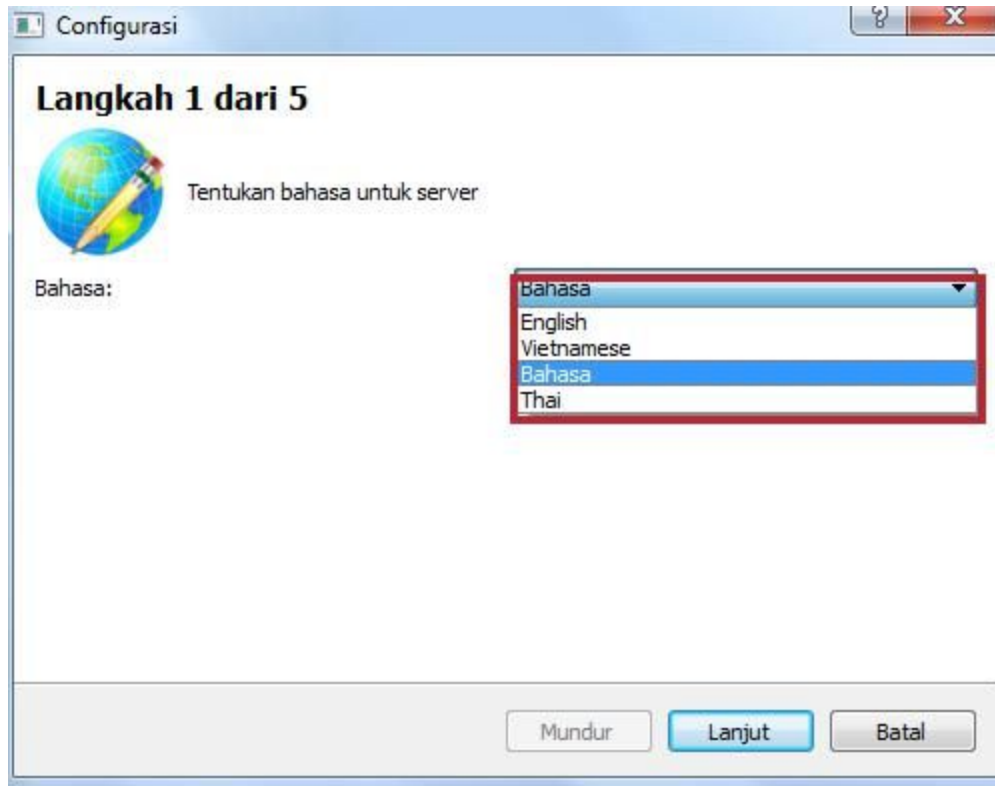 Configurasi
Langkah 1 dari 5
Tentukan bahasa untuk server
Bahasa:
Bahasa
English
Vietnamese
Bahasa
Thai
Mundur
Lanjut
Batal